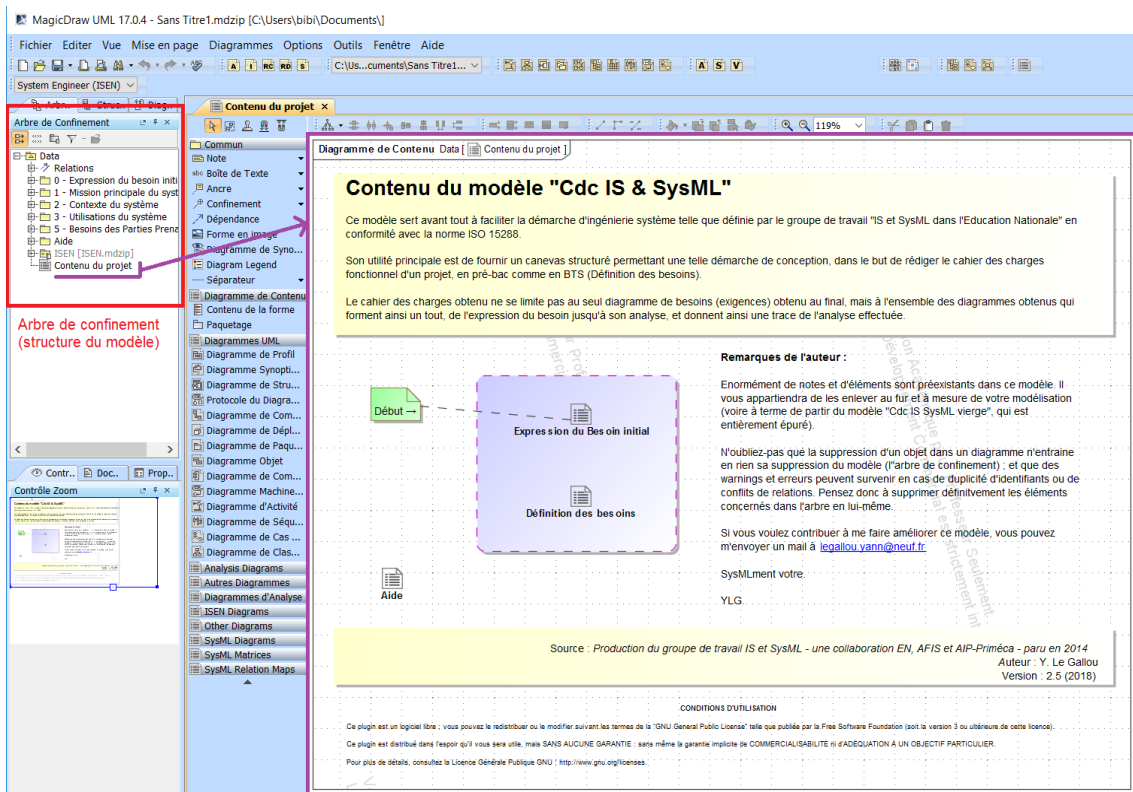 MagicDraw UML 17.0.4 - Sans Titre1.mdzip [C:\Users\bibi\Documents\]
Fichier Editer Vue Mise en page Diagrammes Options Outils Fenêtre Aide
C:\Us...cuments\Sans Titre1...
A I RC RD S
A S V
System Engineer (ISEN)
Arbr.. Struc.. Diag..
Arbre de Confinement
Data
Relations
0 - Expression du besoin initi
1 - Mission principale du syst
2 - Contexte du système
3 - Utilisations du système
5 - Besoins des Parties Prena
Aide
ISEN [ISEN.mdzip]
Contenu du projet
Arbre de confinement
(structure du modèle)
Contr.. Doc.. Prop..
Contrôle Zoom
Contenu du projet
119%
Commun
Note
abc Boîte de Texte
Ancre
Confinement
Dépendance
Forme en image
Diagramme de Syno...
Diagram Legend
Séparateur
Diagramme de Contenu
Contenu de la forme
Paquetage
Diagrammes UML
Diagramme de Profil
Diagramme Synopti...
Diagramme de Stru...
Protocole du Diagra...
Diagramme de Com...
Diagramme de Dépl...
Diagramme de Paqu...
Diagramme Objet
Diagramme de Com...
Diagramme Machine...
Diagramme d'Activité
Diagramme de Séqu...
Diagramme de Cas ...
Diagramme de Clas...
Analysis Diagrams
Autres Diagrammes
Diagrammes d'Analyse
ISEN Diagrams
Other Diagrams
SysML Diagrams
SysML Matrices
SysML Relation Maps
Diagramme de Contenu Data [ Contenu du projet ]
Contenu du modèle "Cdc IS & SysML"
Ce modèle sert avant tout à faciliter la démarche d'ingénierie système telle que définie par le groupe de travail "IS et SysML dans l'Education Nationale" en
conformité avec la norme ISO 15288.
Son utilité principale est de fournir un canevas structuré permettant une telle démarche de conception, dans le but de rédiger le cahier des charges
fonctionnel d'un projet, en pré-bac comme en BTS (Définition des besoins).
Le cahier des charges obtenu ne se limite pas au seul diagramme de besoins (exigences) obtenu au final, mais à l'ensemble des diagrammes obtenus qui
forment ainsi un tout, de l'expression du besoin jusqu'à son analyse, et donnent ainsi une trace de l'analyse effectuée.
Début →
Expression du Besoin initial
Définition des besoins
Aide
Remarques de l'auteur :
Enormément de notes et d'éléments sont préexistants dans ce modèle. Il
vous appartiendra de les enlever au fur et à mesure de votre modélisation
(voire à terme de partir du modèle "Cdc IS SysML vierge", qui est
entièrement épuré).
N'oubliez-pas que la suppression d'un objet dans un diagramme n'entraine
en rien sa suppression du modèle (l''arbre de confinement) ; et que des
warnings et erreurs peuvent survenir en cas de duplicité d'identifiants ou de
conflits de relations. Pensez donc à supprimer définitivement les éléments
concernés dans l'arbre en lui-même.
Si vous voulez contribuer à me faire améliorer ce modèle, vous pouvez
m'envoyer un mail à legallou.yann@neuf.fr
SysMLment votre.
YLG.
Source : Production du groupe de travail IS et SysML - une collaboration EN, AFIS et AIP-Priméca - paru en 2014
Auteur : Y. Le Gallou
Version : 2.5 (2018)
CONDITIONS D'UTILISATION
Ce plugin est un logiciel libre ; vous pouvez le redistribuer ou le modifier suivant les termes de la "GNU General Public License" telle que publiée par la Free Software Foundation (soit la version 3 ou ultérieure de cette licence).
Ce plugin est distribué dans l'espoir qu'il vous sera utile, mais SANS AUCUNE GARANTIE : sans même la garantie implicite de COMMERCIALISABILITÉ ni d'ADÉQUATION À UN OBJECTIF PARTICULIER.
Pour plus de détails, consultez la Licence Générale Publique GNU : http://www.gnu.org/licenses.